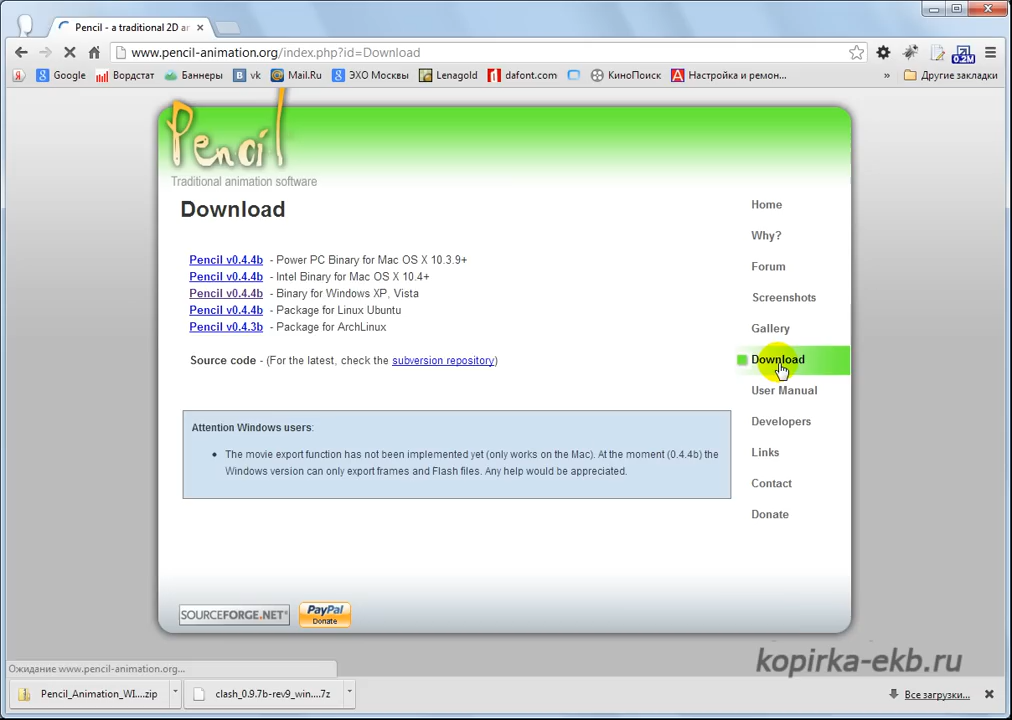 Pencil - a traditional 2D ar
www.pencil-animation.org/index.php?id=Download
Google
Вордстат
Баннеры
vk
Mail.Ru
ЭХО Москвы
Lenagold
dafont.com
КиноПоиск
Настройка и ремон...
»
Другие закладки
0.2M
Pencil
Traditional animation software
Download
Pencil v0.4.4b - Power PC Binary for Mac OS X 10.3.9+
Pencil v0.4.4b - Intel Binary for Mac OS X 10.4+
Pencil v0.4.4b - Binary for Windows XP, Vista
Pencil v0.4.4b - Package for Linux Ubuntu
Pencil v0.4.3b - Package for ArchLinux
Source code - (For the latest, check the subversion repository)
Attention Windows users:
The movie export function has not been implemented yet (only works on the Mac). At the moment (0.4.4b) the
Windows version can only export frames and Flash files. Any help would be appreciated.
Home
Why?
Forum
Screenshots
Gallery
Download
User Manual
Developers
Links
Contact
Donate
SOURCEFORGE.NET®
PayPal
Donate
kopirka-ekb.ru
Ожидание www.pencil-animation.org...
Pencil_Animation_WI....zip
clash_0.9.7b-rev9_win....7z
Все загрузки...